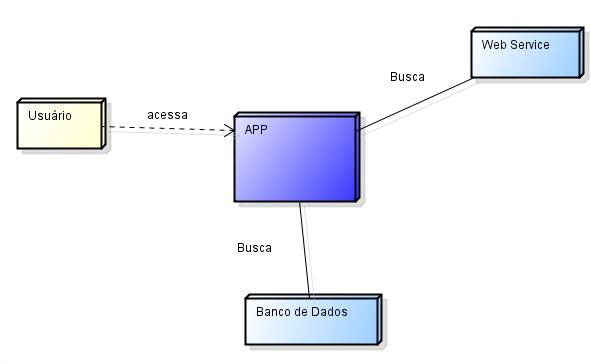 Web Service
Busca
Usuário
acessa
APP
Busca
Banco de Dados